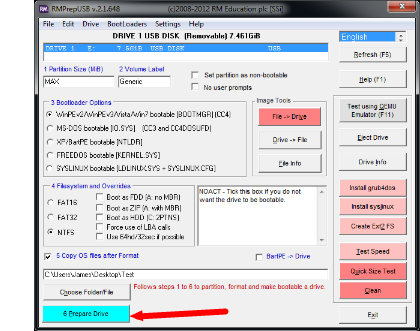 RMPrepUSB v.2.1.648 (c)2008-2012 RM Education plc [SSi]
File Edit Drive BootLoaders Settings Help
DRIVE 1 USB DISK (Removable) 7.461GiB
DRIVE 1 E: 7.461GiB USB DISK USB
English
Refresh (F5)
1 Partition Size (MiB) 2 Volume Label
MAX Generic
Set partition as non-bootable
No user prompts
Help (F1)
3 Bootloader Options
WinPEv2/WinPEv3/Vista/Win7 bootable [BOOTMGR] [CC4]
MS-DOS bootable [IO.SYS] [CC3 and CC4DOSUFD]
XP/BartPE bootable [NTLDR]
FREEDOS bootable [KERNEL.SYS]
SYSLINUX bootable [LDLINUX.SYS + SYSLINUX.CFG]
Image Tools
File -> Drive
Drive -> File
File Info
Test using QEMU
Emulator (F11)
Eject Drive
Drive Info
4 Filesystem and Overrides
FAT16
FAT32
NTFS
Boot as FDD (A: no MBR)
Boot as ZIP (A: with MBR)
Boot as HDD (C: 2PTNS)
Force use of LBA calls
Use 64hd/32sec if possible
NOACT - Tick this box if you do not
want the drive to be bootable.
Install grub4dos
Install syslinux
Create Ext2 FS
5 Copy OS files after Format
BartPE -> Drive
Test Speed
C:\Users\James\Desktop\Test
Quick Size Test
Choose Folder/File
Follows steps 1 to 6 to partition, format and make bootable a drive.
Clean
6 Prepare Drive
Exit